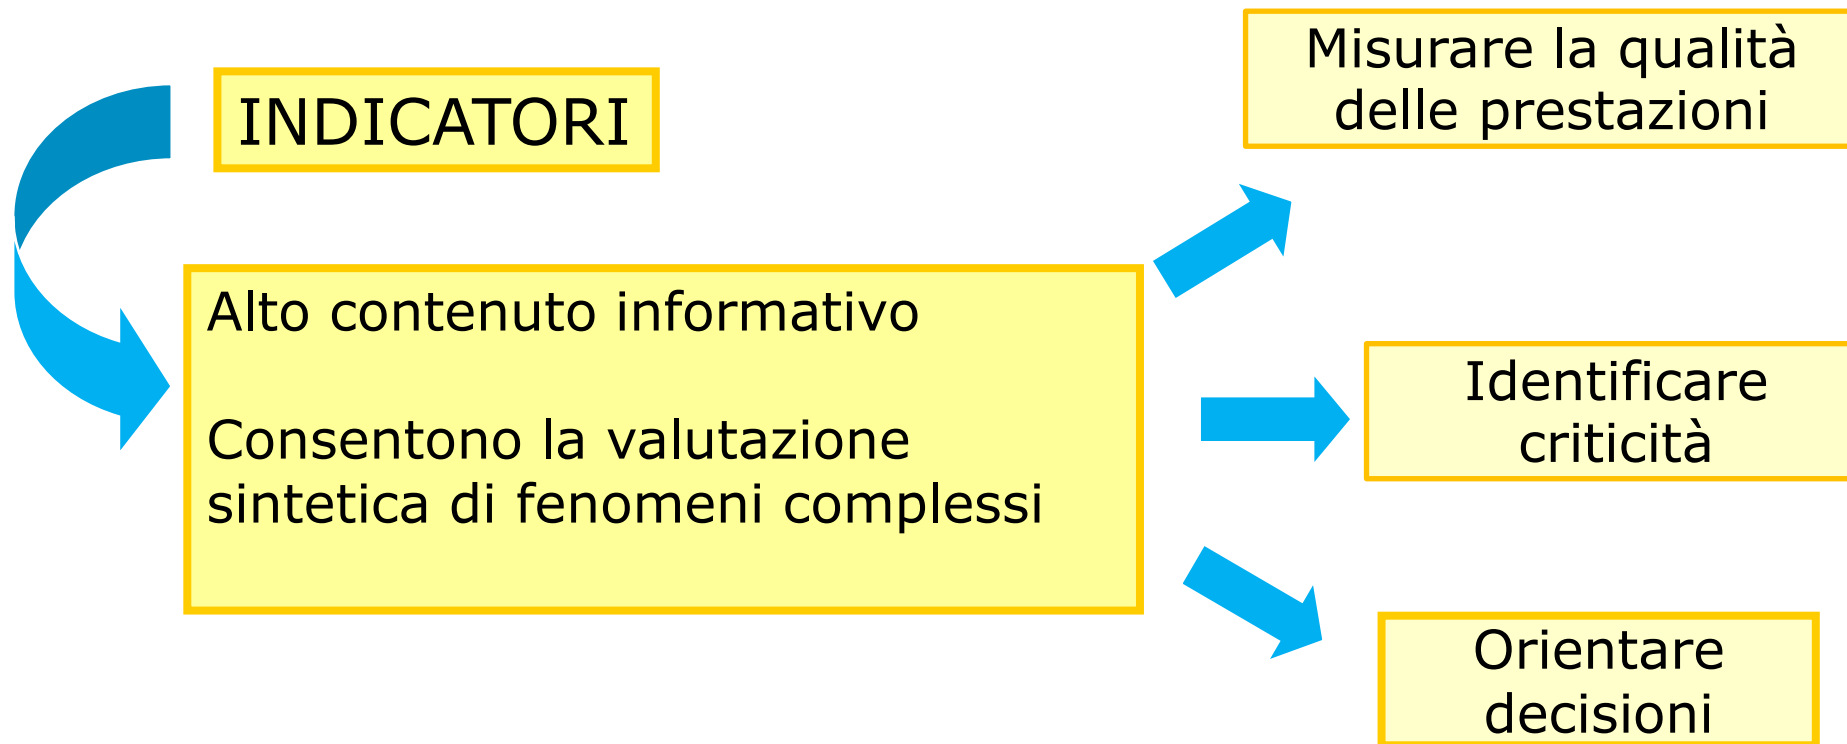 INDICATORI
Alto contenuto informativo
Consentono la valutazione
sintetica di fenomeni complessi
Misurare la qualità
delle prestazioni
Identificare
criticità
Orientare
decisioni